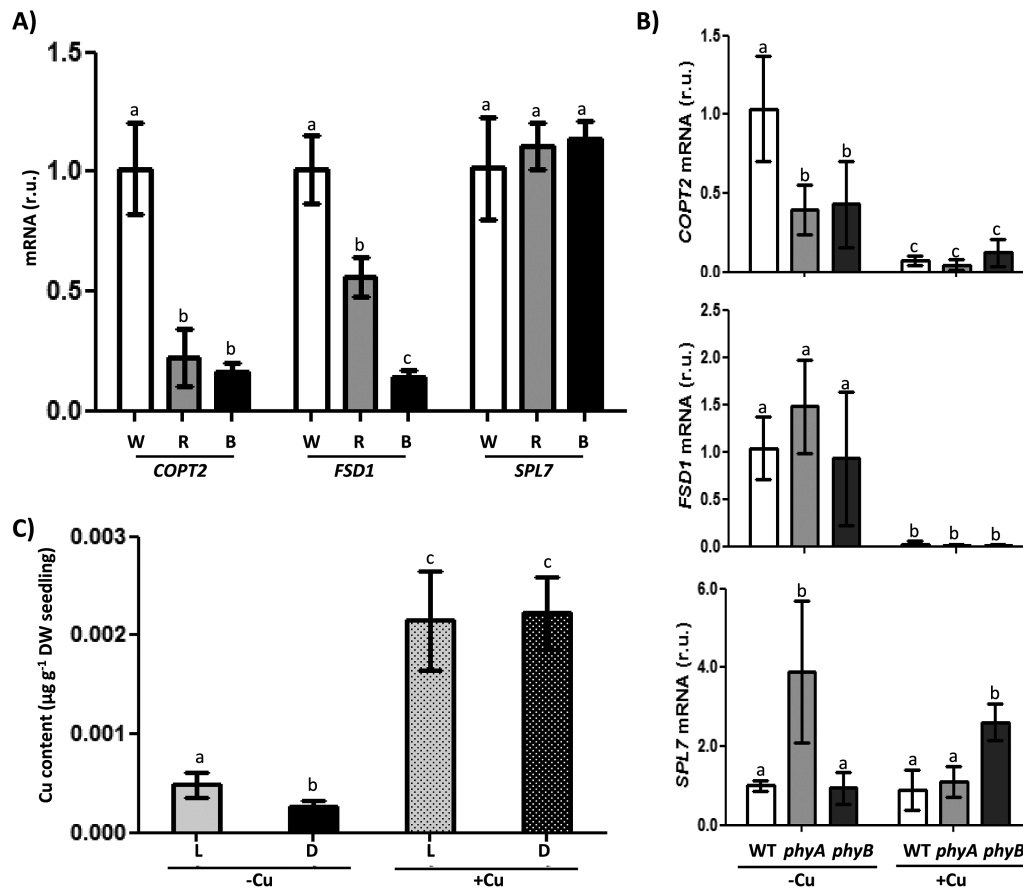 A)
1.5
1.0
0.5
0.0
mRNA (r.u.)
a
b
b
a
b
c
a
a
a
W R B W R B W R B
COPT2 FSD1 SPL7
B)
COPT2 mRNA (r.u.)
1.5
1.0
0.5
0.0
a
b
b
c
c
c
FSD1 mRNA (r.u.)
2.5
2.0
1.5
1.0
0.5
0.0
a
a
a
b
b
b
SPL7 mRNA (r.u.)
6.0
4.0
2.0
0.0
a
b
a
a
a
b
WT phyA phyB WT phyA phyB
-Cu +Cu
C)
Cu content (µg g-1 DW seedling)
0.003
0.002
0.001
0.000
a
b
c
c
L D L D
-Cu +Cu